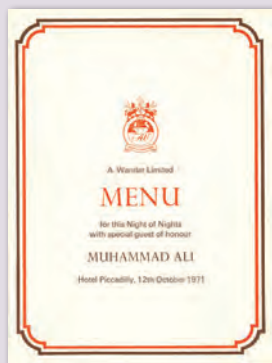 A. Wander Limited
MENU
for this Night of Nights
with special guest of honour
MUHAMMAD ALI
Hotel Piccadilly, 12th October 1971